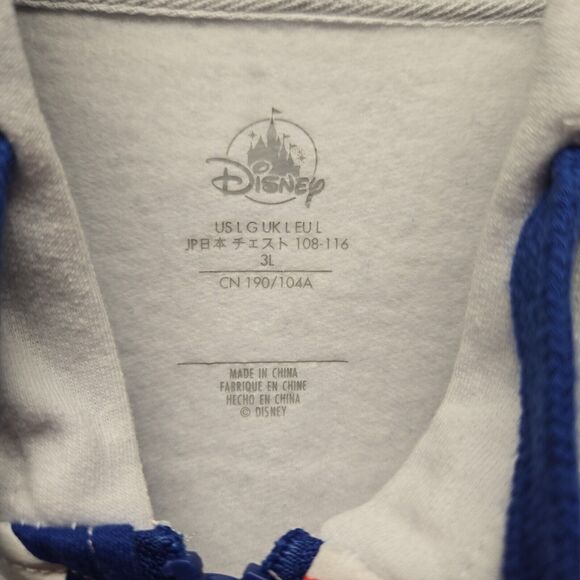 Disney
US L G UK L EU L
JP日本 チェスト 108-116
3L
CN 190/104A
MADE IN CHINA
FABRIQUE EN CHINE
HECHO EN CHINA
© DISNEY